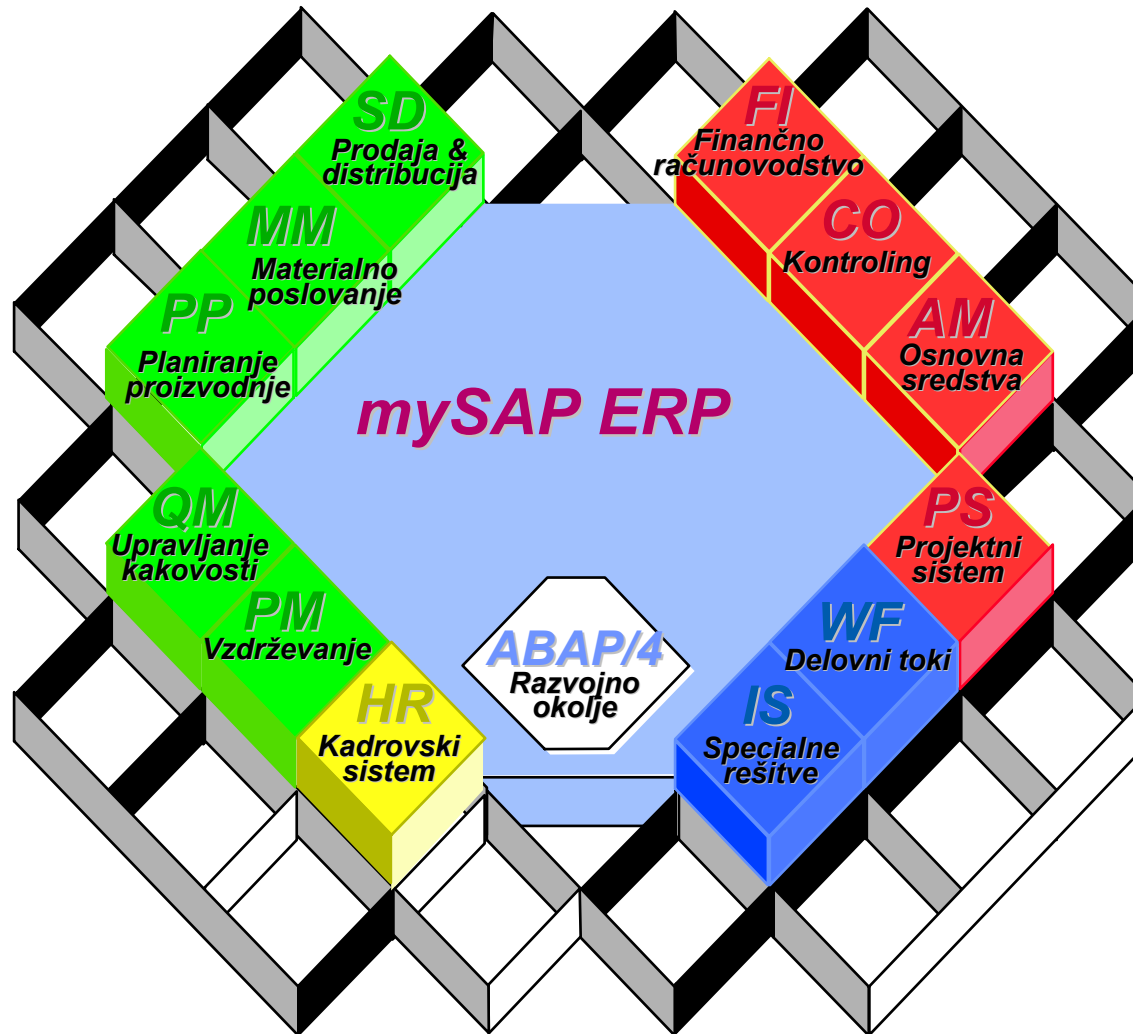 SD
Prodaja &
distribucija
MM
Materialno
poslovanje
PP
Planiranje
proizvodnje
QM
Upravljanje
kakovosti
PM
Vzdrževanje
HR
Kadrovski
sistem
mySAP ERP
ABAP/4
Razvojno
okolje
FI
Finančno
računovodstvo
CO
Kontroling
AM
Osnovna
sredstva
PS
Projektni
sistem
WF
Delovni toki
IS
Specialne
rešitve